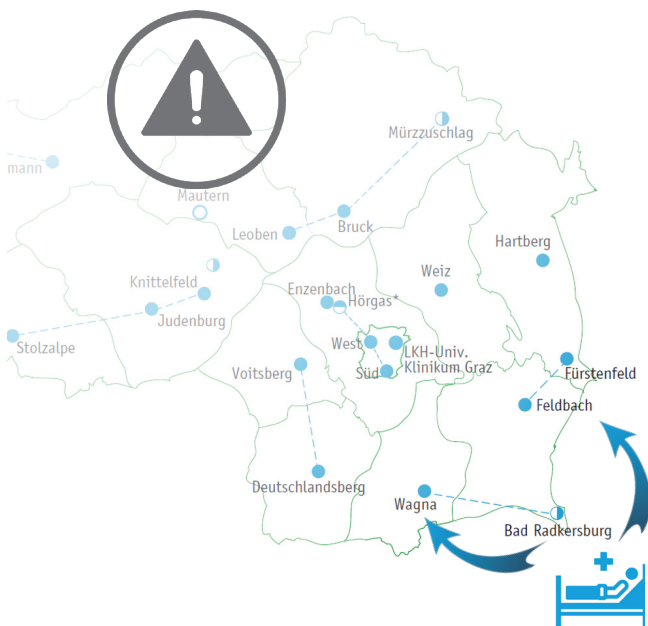 Mürzzuschlag
mann
Mautern
Leoben
Bruck
Hartberg
Weiz
Knittelfeld
Enzenbach
Hörgas*
Judenburg
Stolzalpe
West
LKH-Univ.
Klinikum Graz
Voitsberg
Süd
Fürstenfeld
Feldbach
Deutschlandsberg
Wagna
Bad Radkersburg